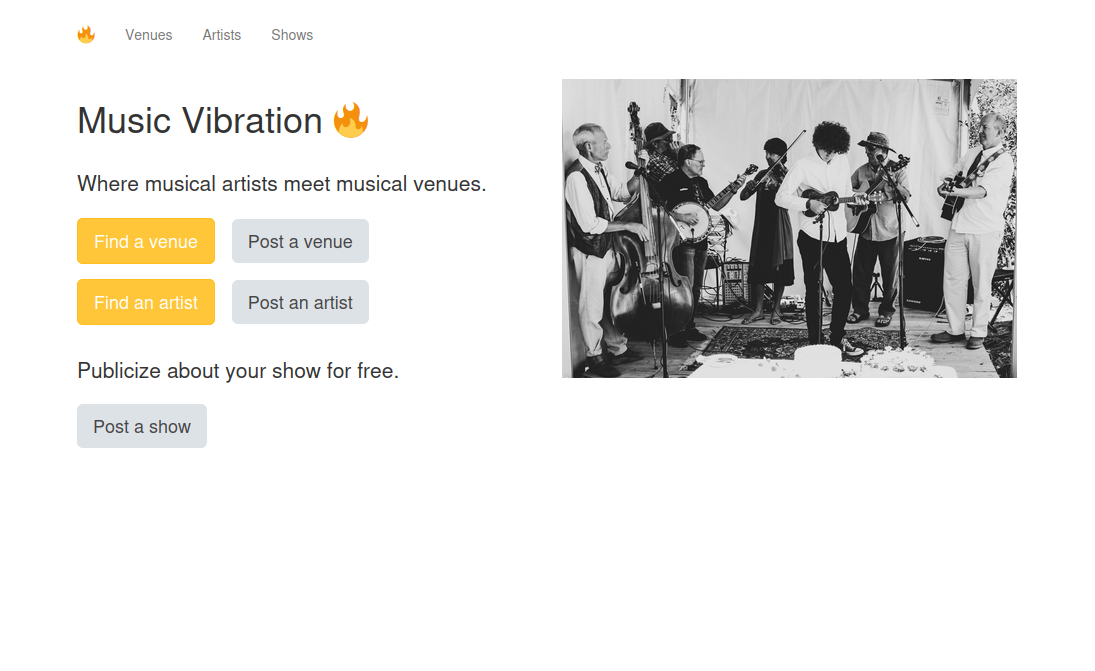 Venues Artists Shows
Music Vibration 🔥
Where musical artists meet musical venues.
Find a venue Post a venue
Find an artist Post an artist
Publicize about your show for free.
Post a show